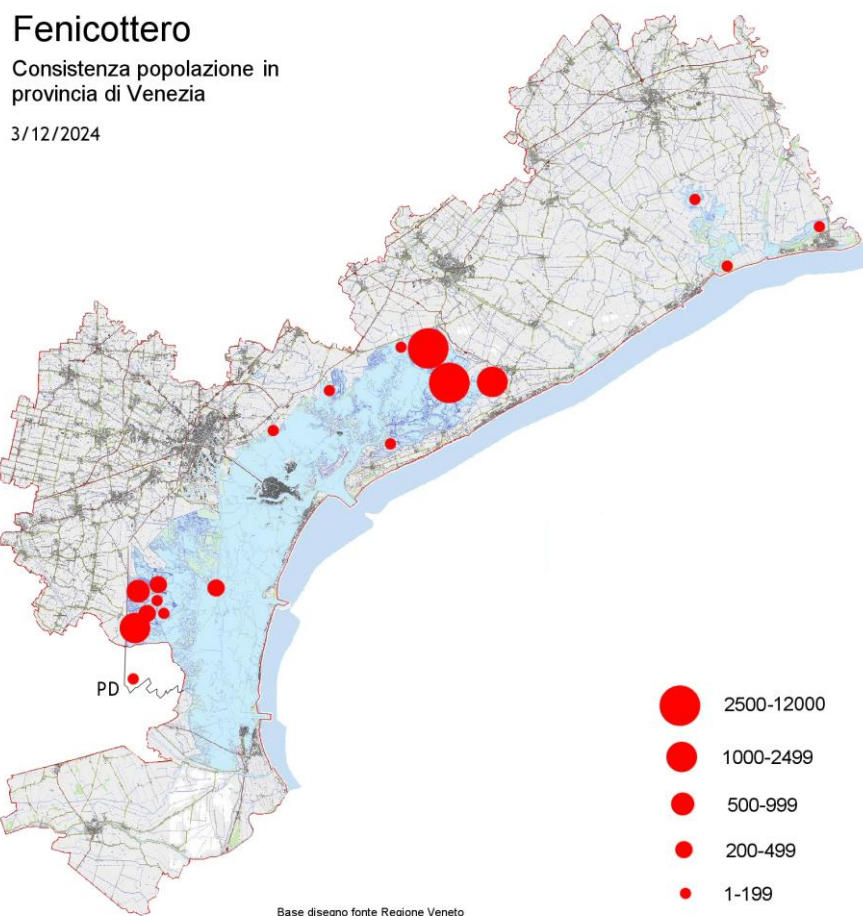 Fenicottero
Consistenza popolazione in
provincia di Venezia
3/12/2024
PD
2500-12000
1000-2499
500-999
200-499
1-199
Base disegno fonte Regione Veneto